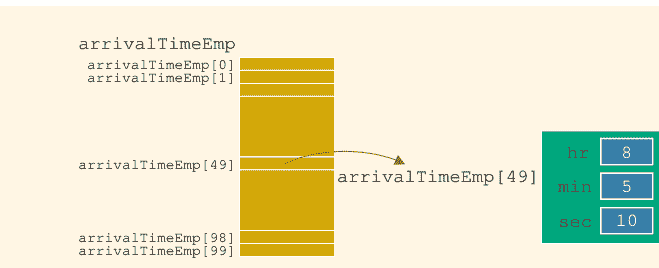 arrivalTimeEmp
arrivalTimeEmp[0]
arrivalTimeEmp[1]
arrivalTimeEmp[49]
arrivalTimeEmp[98]
arrivalTimeEmp[99]
arrivalTimeEmp[49]
hr 8
min 5
sec 10